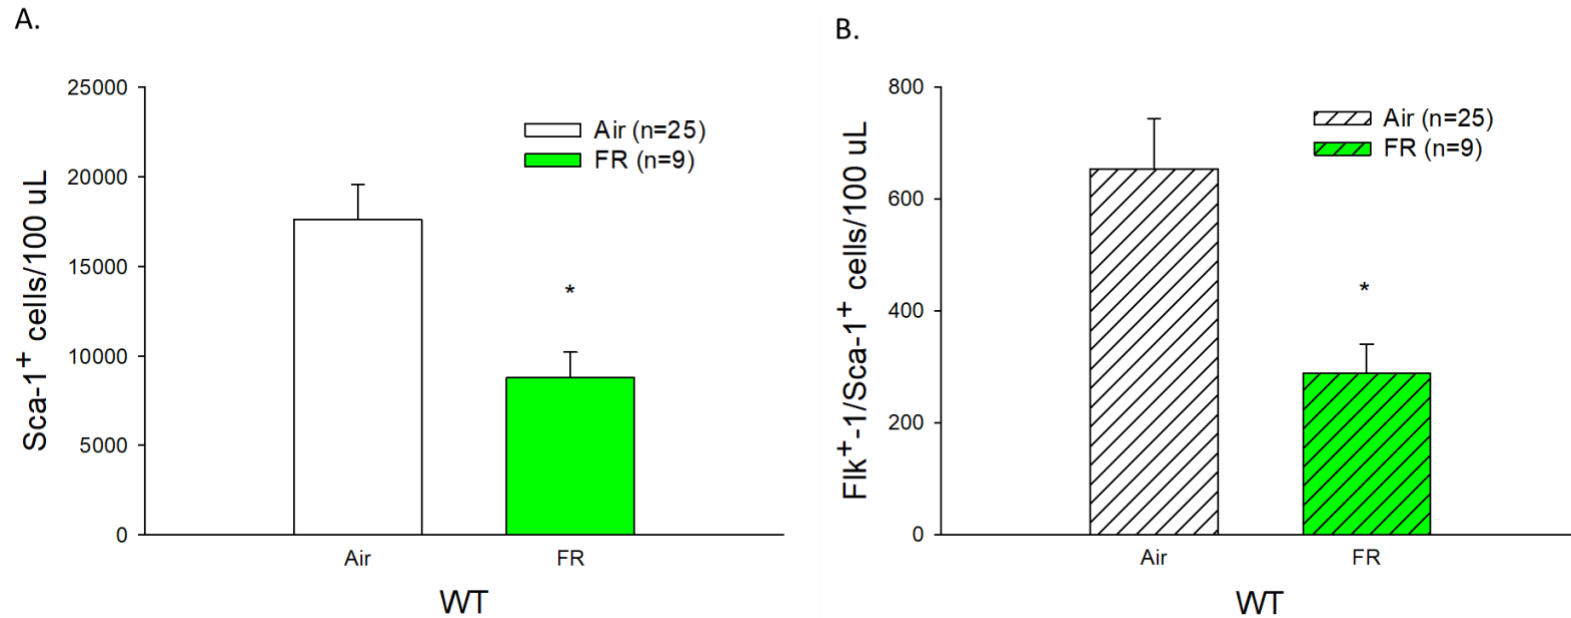 A.
25000
20000
15000
10000
5000
0
Sca-1⁺ cells/100 uL
Air (n=25)
FR (n=9)
*
Air
FR
WT
B.
800
600
400
200
0
Flk⁺-1/Sca-1⁺ cells/100 uL
Air (n=25)
FR (n=9)
*
Air
FR
WT